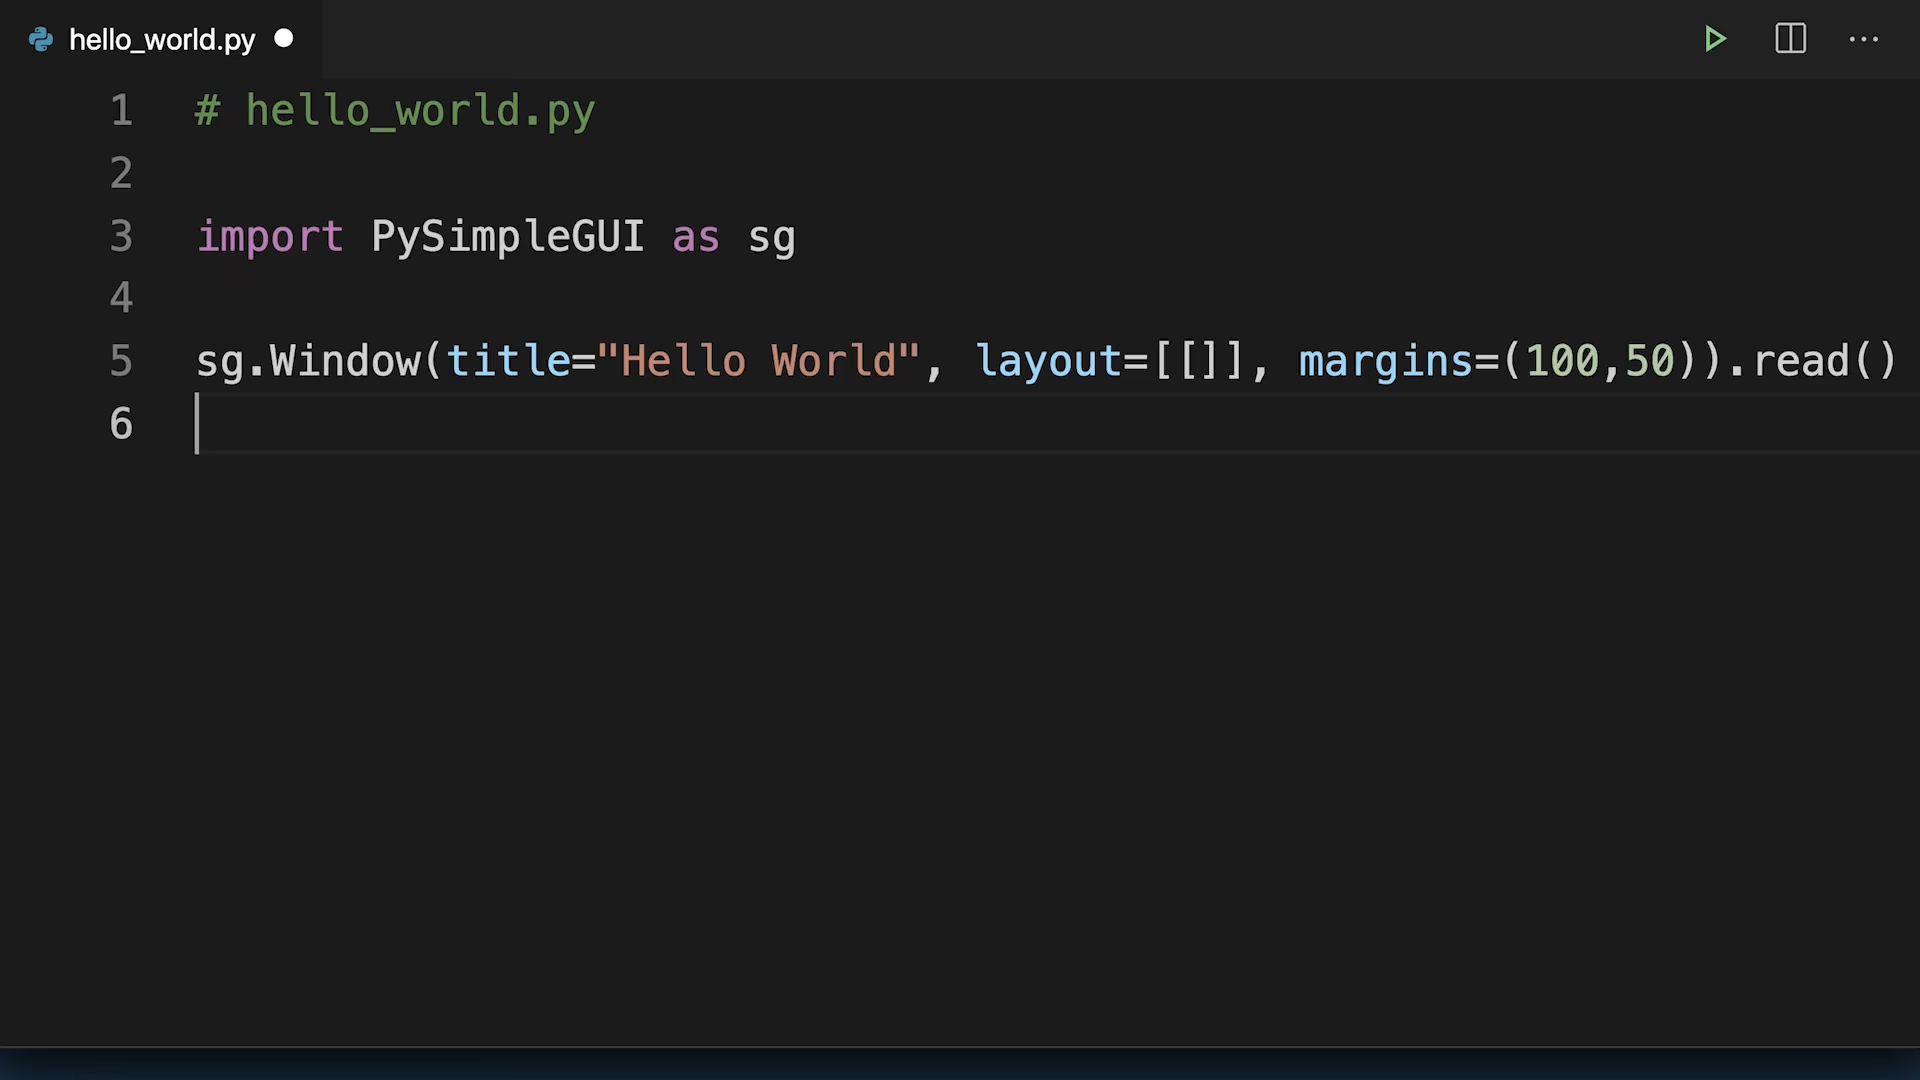 hello_world.py
1 # hello_world.py
2
3 import PySimpleGUI as sg
4
5 sg.Window(title="Hello World", layout=[[]], margins=(100,50)).read()
6